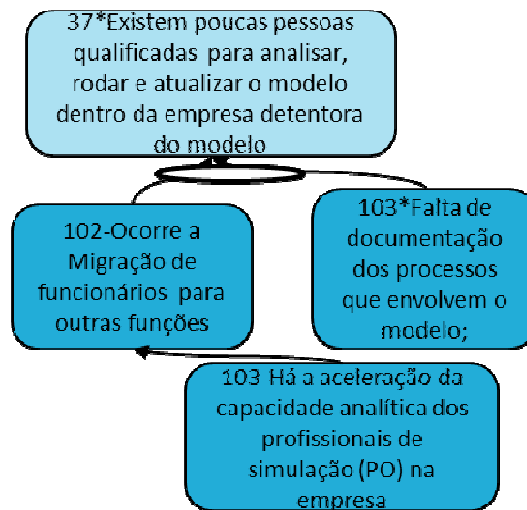 37*Existem poucas pessoas
qualificadas para analisar,
rodar e atualizar o modelo
dentro da empresa detentora
do modelo
102-Ocorre a
Migração de
funcionários para
outras funções
103*Falta de
documentação
dos processos
que envolvem o
modelo;
103 Há a aceleração da
capacidade analítica dos
profissionais de
simulação (PO) na
empresa